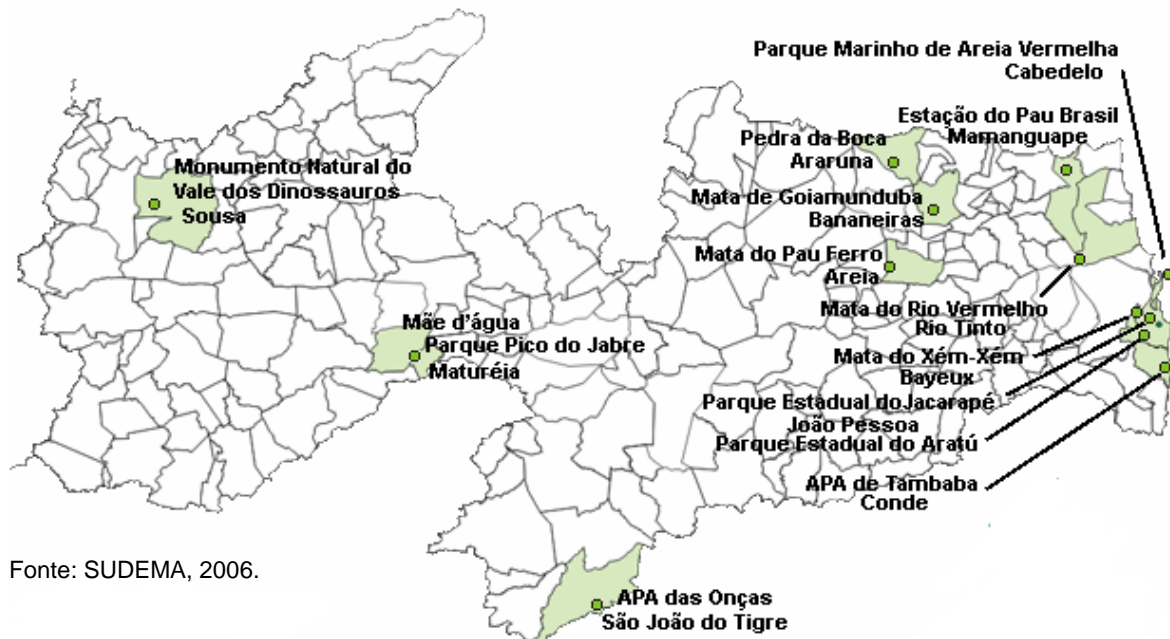 Parque Marinho de Areia Vermelha
Cabedelo
Estação do Pau Brasil
Mamanguape
Pedra da Boca
Araruna
Monumento Natural do
Vale dos Dinossauros
Sousa
Mata de Goiamunduba
Bananeiras
Mata do Pau Ferro
Areia
Mata do Rio Vermelho
Rio Tinto
Mãe d'água
Parque Pico do Jabre
Maturéia
Mata do Xém-Xém
Bayeux
Parque Estadual doJacarapé
João Pessoa
Parque Estadual do Aratú
APA de Tambaba
Conde
Fonte: SUDEMA, 2006.
APA das Onças
São João do Tigre